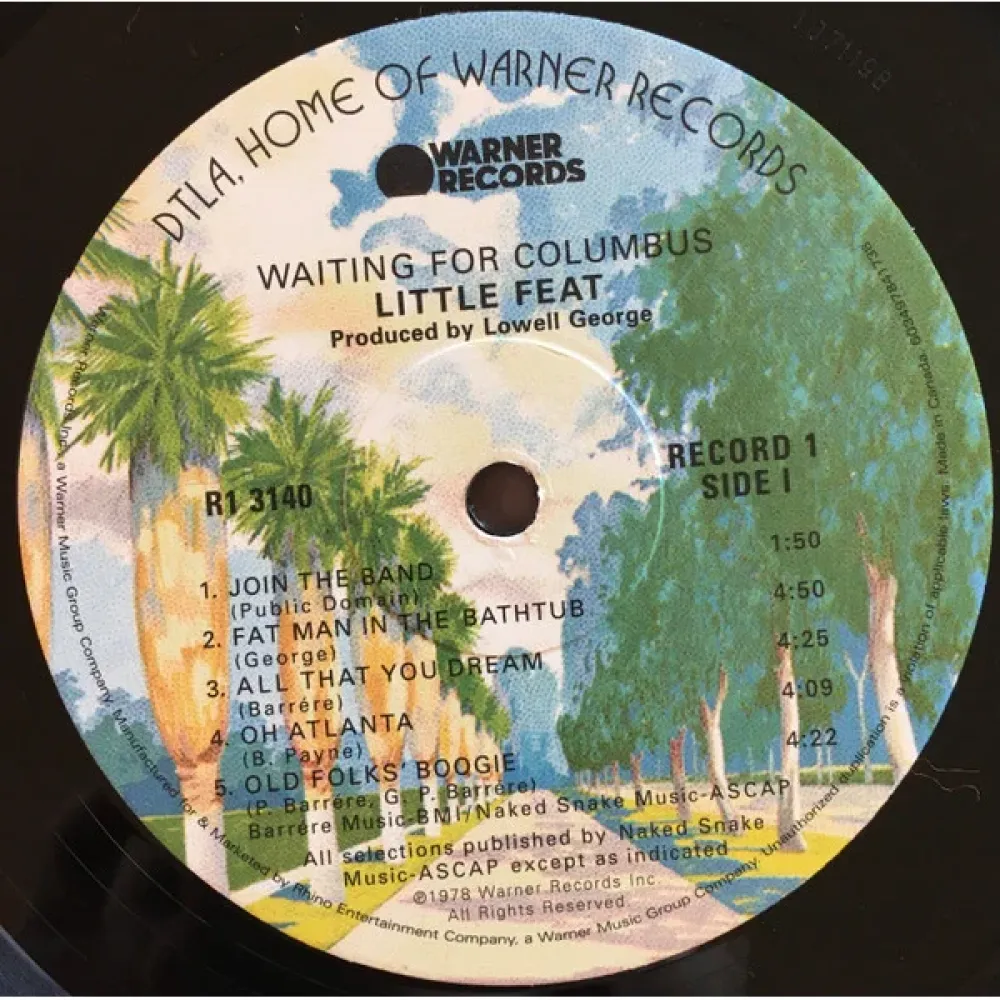 DTLA, HOME OF WARNER RECORDS
WARNER
RECORDS
WAITING FOR COLUMBUS
LITTLE FEAT
Produced by Lowell George
R1 3140
RECORD 1
SIDE I
1. JOIN THE BAND 1:50
(Public Domain)
2. FAT MAN IN THE BATHTUB 4:50
(George)
3. ALL THAT YOU DREAM 4:25
(Barrére)
4. OH ATLANTA 4:09
(B. Payne)
5. OLD FOLKS' BOOGIE 4:22
(P. Barrére, G. P. Barrére)
Barrére Music-BMI/Naked Snake Music-ASCAP
All selections published by Naked Snake
Music-ASCAP except as indicated
℗1978 Warner Records Inc.
All Rights Reserved.
Warner Records Inc., a Warner Music Group Company. Manufactured for & Marketed by Rhino Entertainment Company, a Warner Music Group Company. Unauthorized duplication is a violation of applicable laws. Made in Canada.